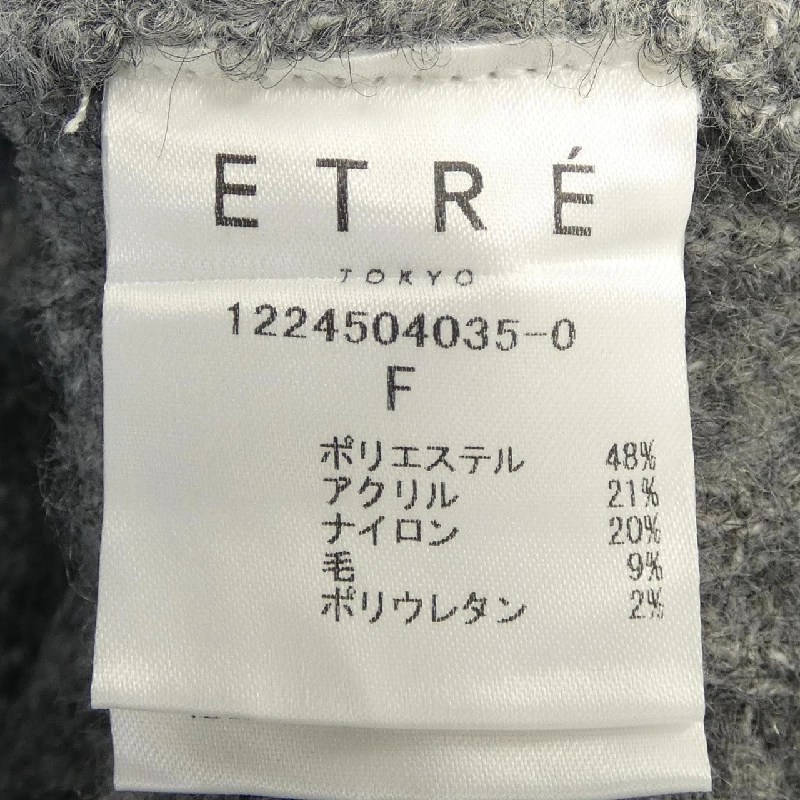 ETRÉ
TOKYO
1224504035-0
F
ポリエステル 48%
アクリル 21%
ナイロン 20%
毛 9%
ポリウレタン 2%